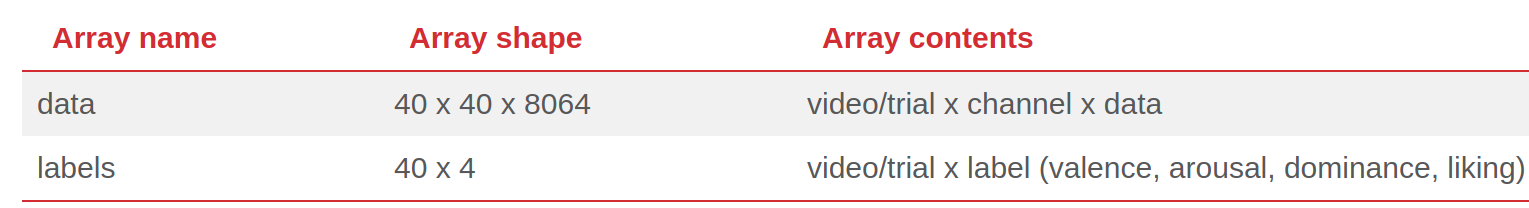 Array name Array shape Array contents
data 40 x 40 x 8064 video/trial x channel x data
labels 40 x 4 video/trial x label (valence, arousal, dominance, liking)